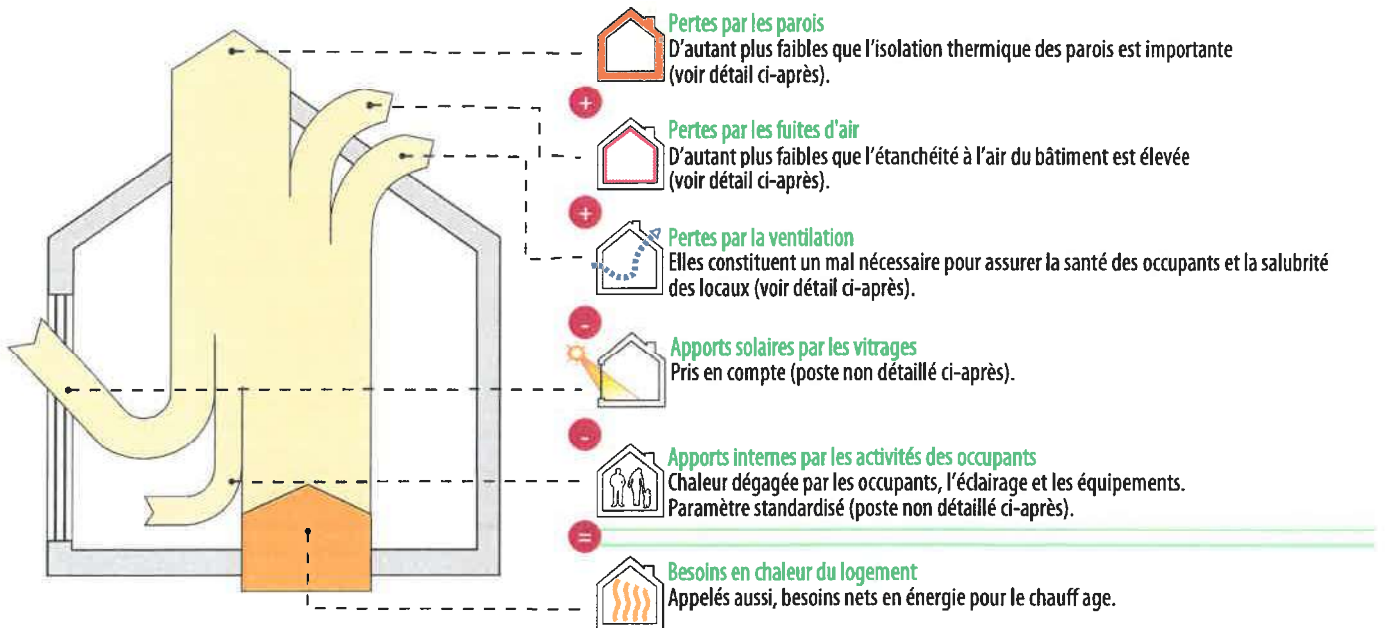 Pertes par les parois
D'autant plus faibles que l'isolation thermique des parois est importante
(voir détail ci-après).
+
Pertes par les fuites d'air
D'autant plus faibles que l'étanchéité à l'air du bâtiment est élevée
(voir détail ci-après).
+
Pertes par la ventilation
Elles constituent un mal nécessaire pour assurer la santé des occupants et la salubrité
des locaux (voir détail ci-après).
-
Apports solaires par les vitrages
Pris en compte (poste non détaillé ci-après).
-
Apports internes par les activités des occupants
Chaleur dégagée par les occupants, l'éclairage et les équipements.
Paramètre standardisé (poste non détaillé ci-après).
=
Besoins en chaleur du logement
Appelés aussi, besoins nets en énergie pour le chauff age.